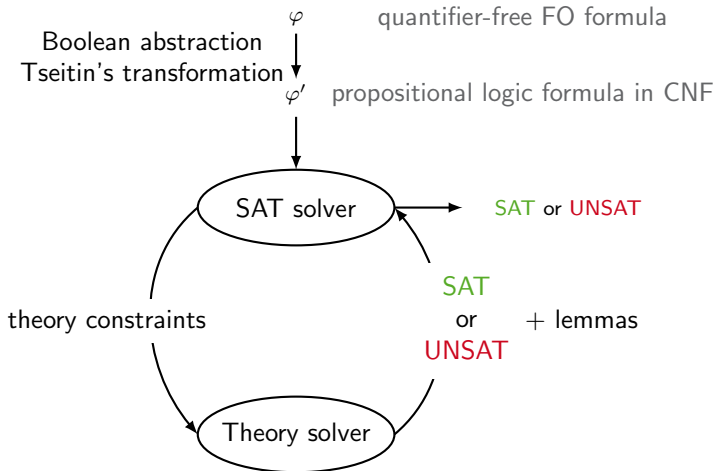 φ quantifier-free FO formula
Boolean abstraction
Tseitin's transformation
φ′ propositional logic formula in CNF
SAT solver
SAT or UNSAT
SAT
theory constraints or + lemmas
UNSAT
Theory solver